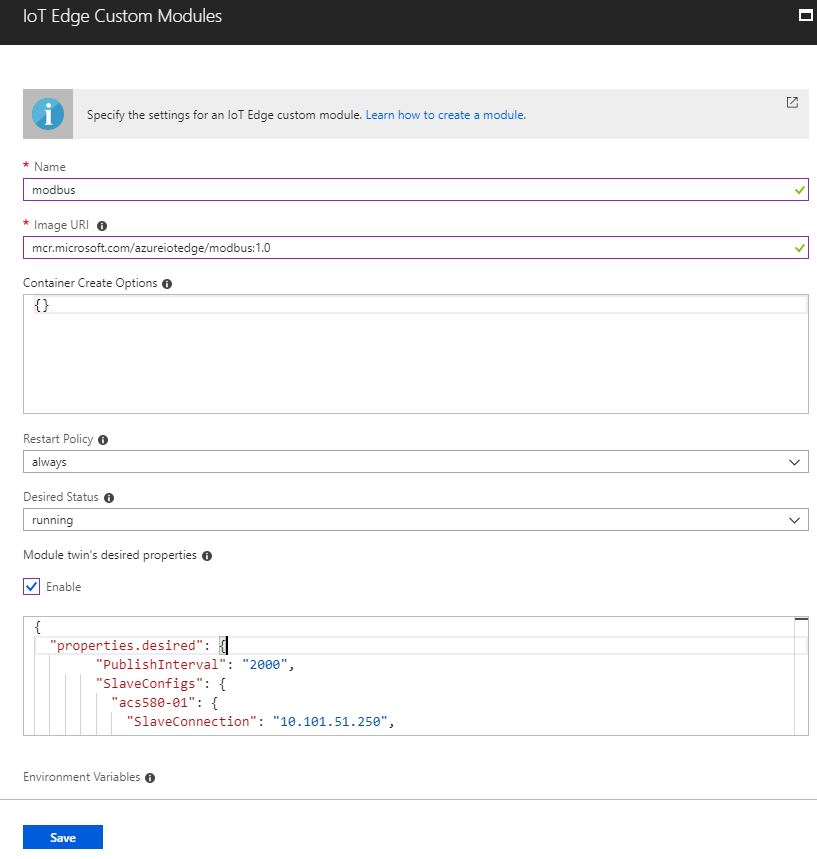 IoT Edge Custom Modules
Specify the settings for an IoT Edge custom module. Learn how to create a module.
* Name
modbus
* Image URI
mcr.microsoft.com/azureiotedge/modbus:1.0
Container Create Options
{}
Restart Policy
always
Desired Status
running
Module twin's desired properties
Enable
{
"properties.desired": {
"PublishInterval": "2000",
"SlaveConfigs": {
"acs580-01": {
"SlaveConnection": "10.101.51.250",
Environment Variables
Save